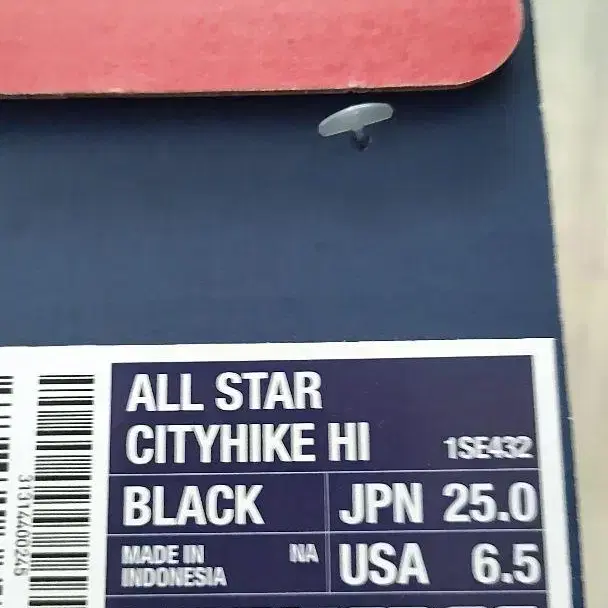 ALL STAR
CITYHIKE HI 1SE432
BLACK JPN 25.0
MADE IN NA
INDONESIA
USA 6.5